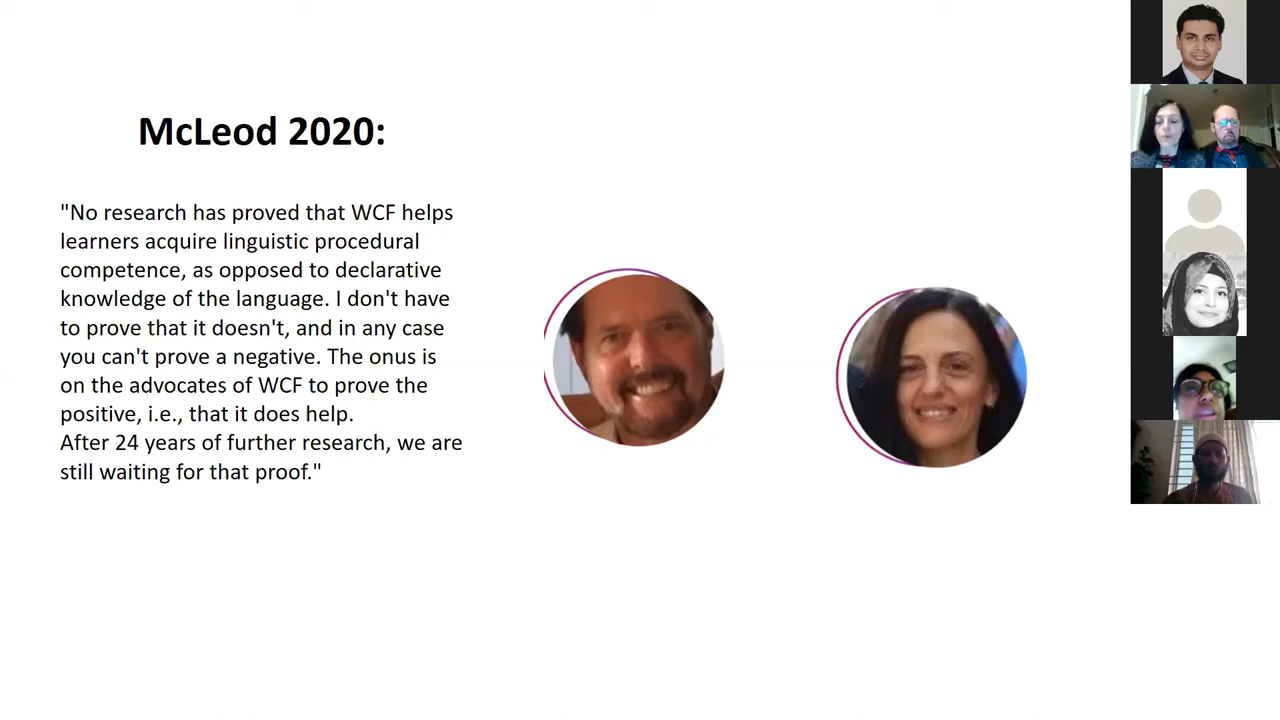 McLeod 2020:
"No research has proved that WCF helps
learners acquire linguistic procedural
competence, as opposed to declarative
knowledge of the language. I don't have
to prove that it doesn't, and in any case
you can't prove a negative. The onus is
on the advocates of WCF to prove the
positive, i.e., that it does help.
After 24 years of further research, we are
still waiting for that proof."